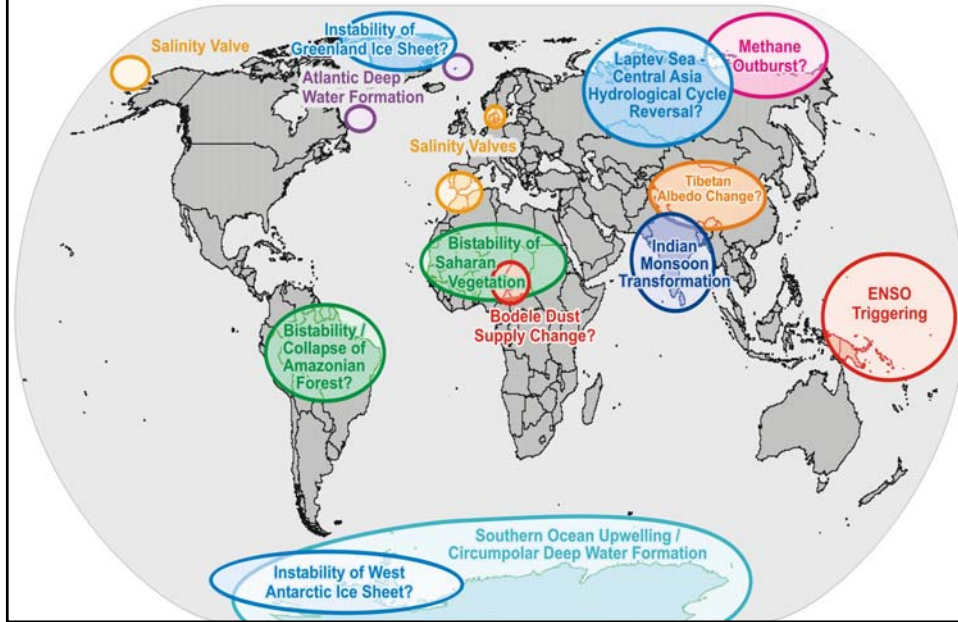 Salinity Valve
Instability of
Greenland Ice Sheet?
Atlantic Deep
Water Formation
Salinity Valves
Laptev Sea -
Central Asia
Hydrological Cycle
Reversal?
Methane
Outburst?
Tibetan
Albedo Change?
Bistability of
Saharan
Vegetation
Indian
Monsoon
Transformation
Bodele Dust
Supply Change?
ENSO
Triggering
Bistability /
Collapse of
Amazonian
Forest?
Southern Ocean Upwelling /
Circumpolar Deep Water Formation
Instability of West
Antarctic Ice Sheet?